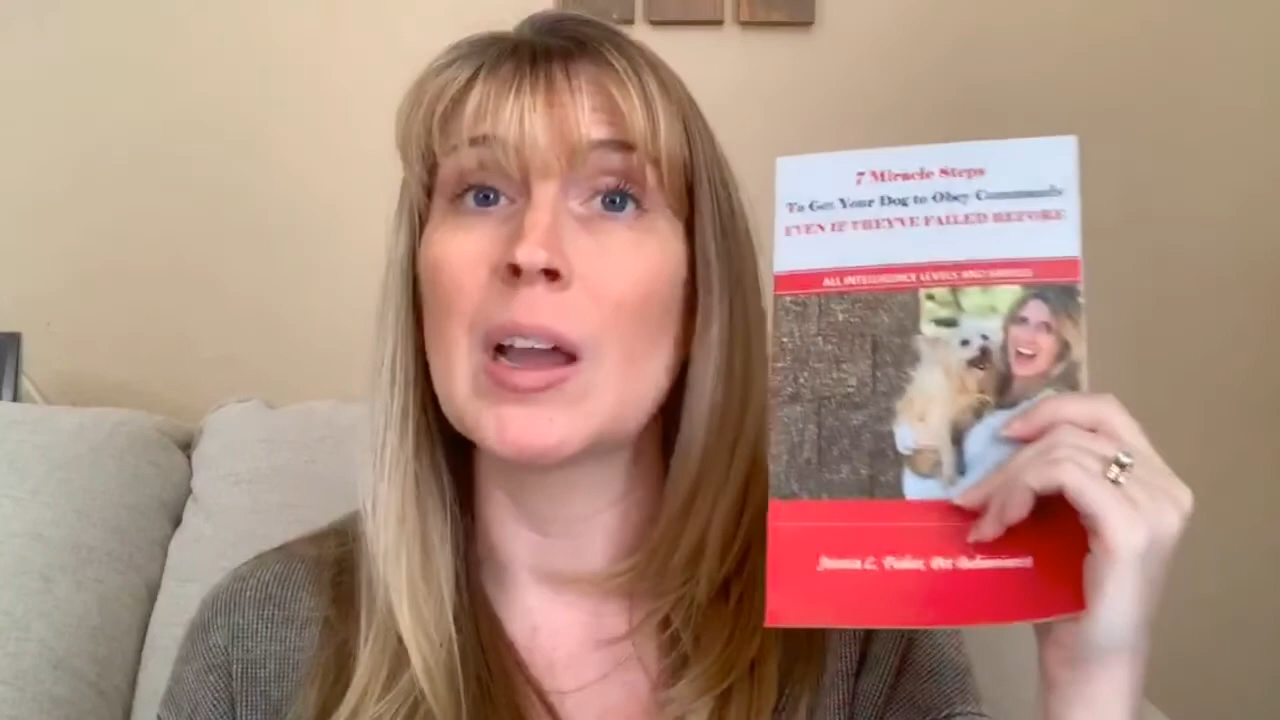 7 Miracle Steps
To Get Your Dog to Obey Commands
EVEN IF THEY'VE FAILED BEFORE
ALL INTELLIGENCE LEVELS AND BREEDS
L.